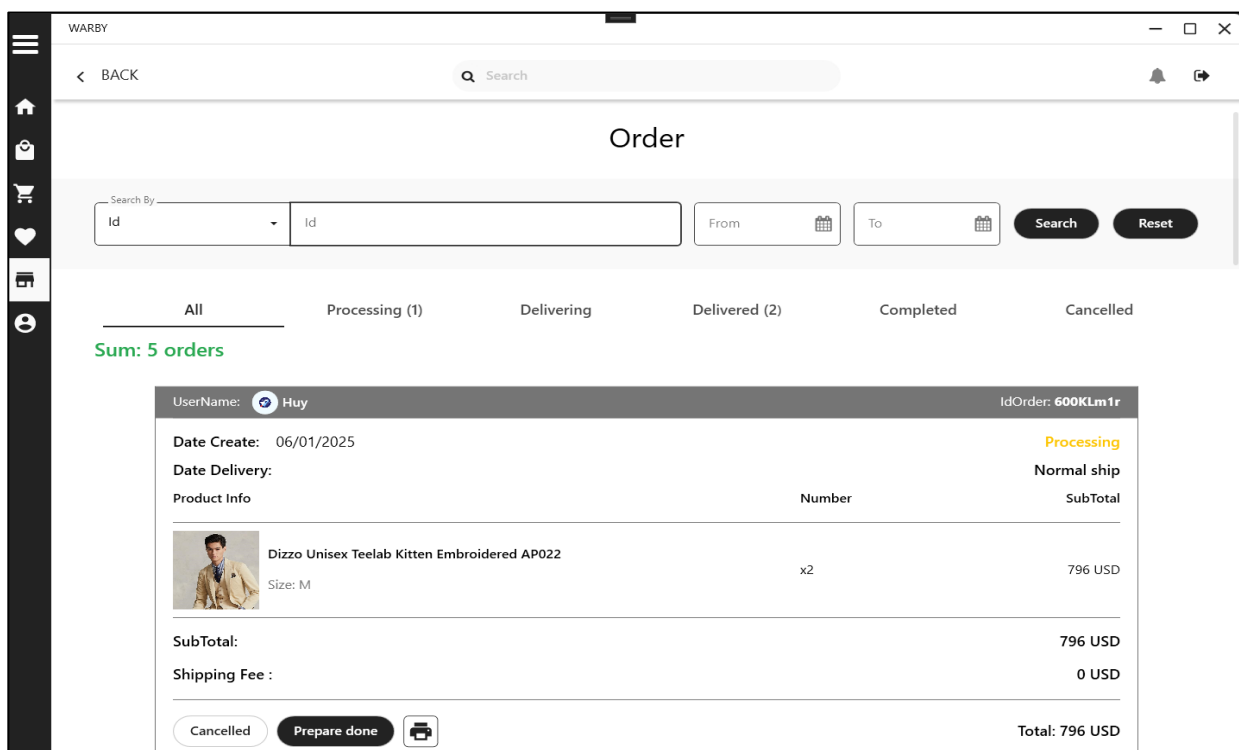 WARBY
BACK
Search
Order
Search By
Id
Id
From
To
Search
Reset
All
Processing (1)
Delivering
Delivered (2)
Completed
Cancelled
Sum: 5 orders
UserName: Huy IdOrder: 600KLm1r
Date Create: 06/01/2025 Processing
Date Delivery: Normal ship
Product Info Number SubTotal
Dizzo Unisex Teelab Kitten Embroidered AP022
Size: M
x2
796 USD
SubTotal: 796 USD
Shipping Fee : 0 USD
Cancelled
Prepare done
Total: 796 USD